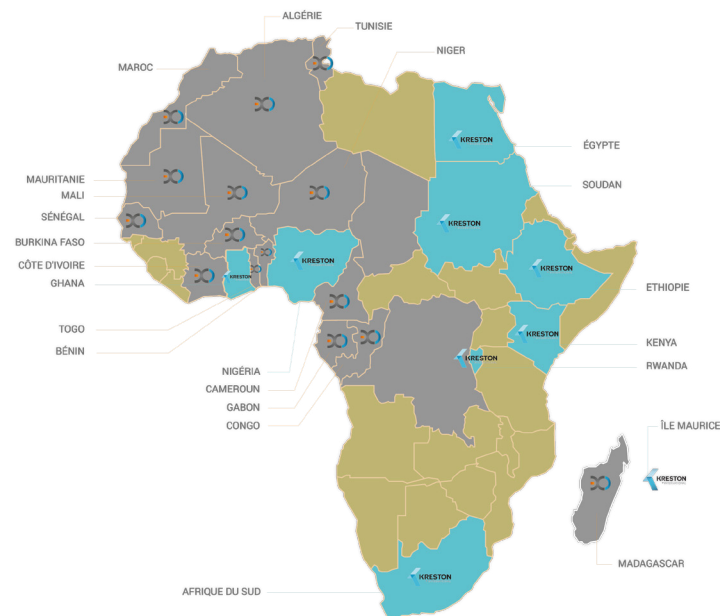 ALGÉRIE
TUNISIE
MAROC
NIGER
KRESTON
ÉGYPTE
MAURITANIE
SOUDAN
MALI
SÉNÉGAL
KRESTON
BURKINA FASO
CÔTE D'IVOIRE
KRESTON
KRESTON
GHANA
KRESTON
ETHIOPIE
TOGO
KRESTON
KENYA
BÉNIN
KRESTON
RWANDA
NIGÉRIA
CAMEROUN
GABON
CONGO
ÎLE MAURICE
KRESTON
MADAGASCAR
KRESTON
AFRIQUE DU SUD